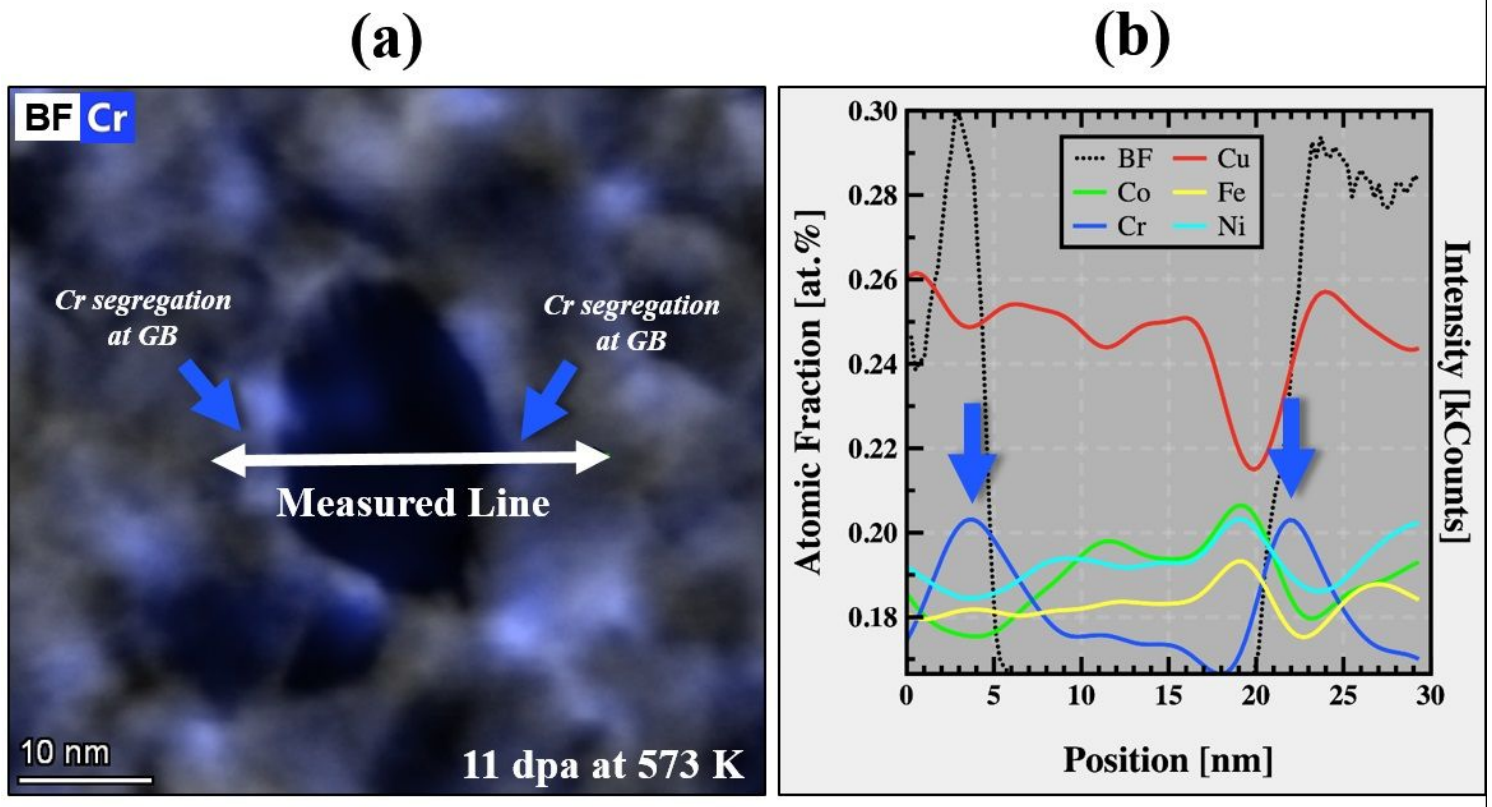 (a)
(b)
BF Cr
Cr segregation
at GB
Cr segregation
at GB
Measured Line
10 nm
11 dpa at 573 K
Atomic Fraction [at.%]
0.30
0.28
0.26
0.24
0.22
0.20
0.18
BF
Cu
Co
Fe
Cr
Ni
0
5
10
15
20
25
30
Position [nm]
Intensity [kCounts]